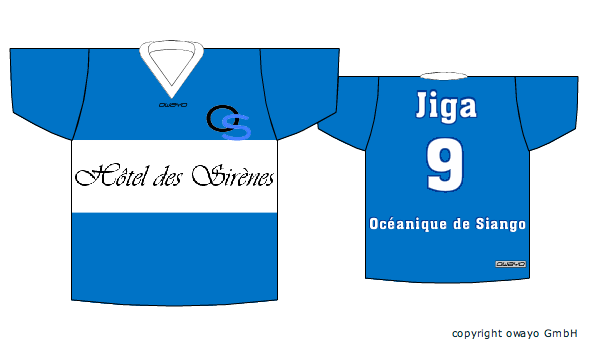 owayo
OS
Hôtel des Sirènes
Jiga
9
Océanique de Siango
owayo
copyright owayo GmbH